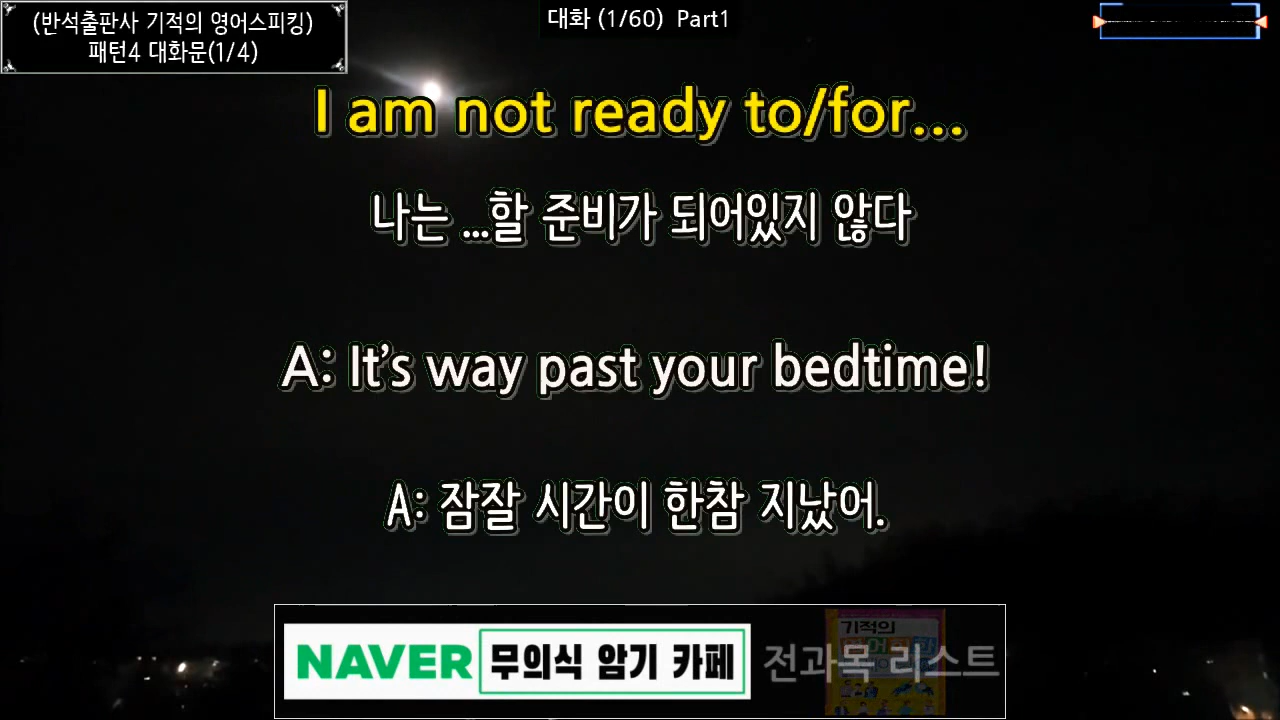 (반석출판사 기적의 영어스피킹)
패턴4 대화문(1/4)
대화 (1/60) Part1
I am not ready to/for...
나는 ...할 준비가 되어있지 않다
A: It's way past your bedtime!
A: 잠잘 시간이 한참 지났어.
NAVER 무의식 암기 카페
전과목 리스트
기적의